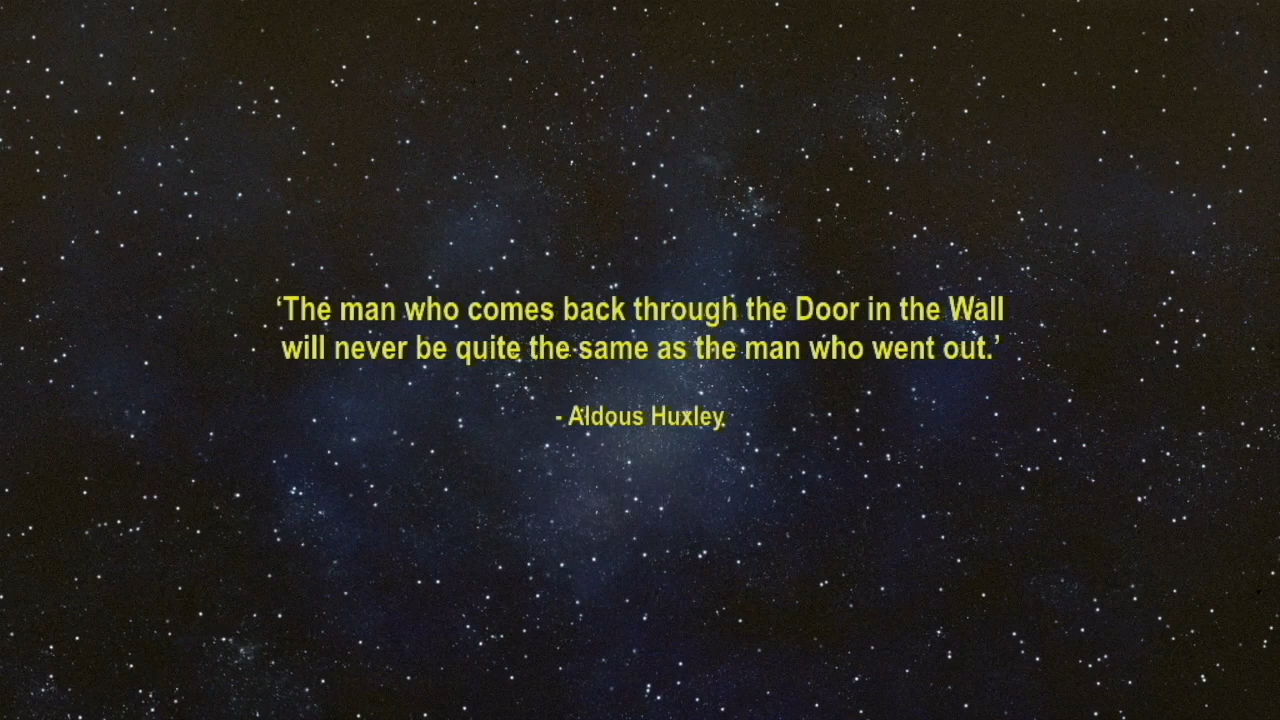 ‘The man who comes back through the Door in the Wall
will never be quite the same as the man who went out.’
- Aldous Huxley.